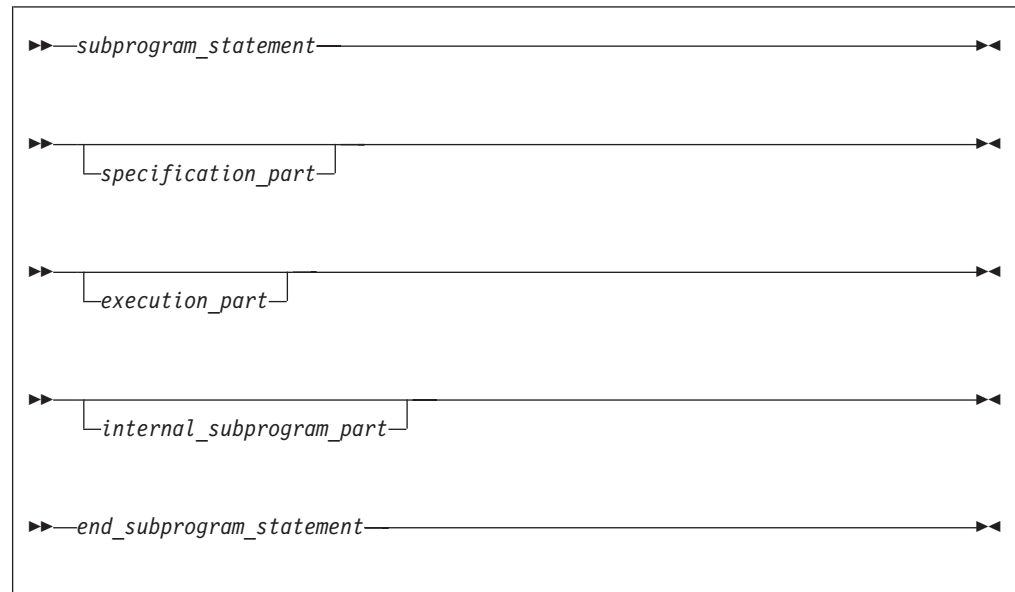 subprogram_statement
specification_part
execution_part
internal_subprogram_part
end_subprogram_statement